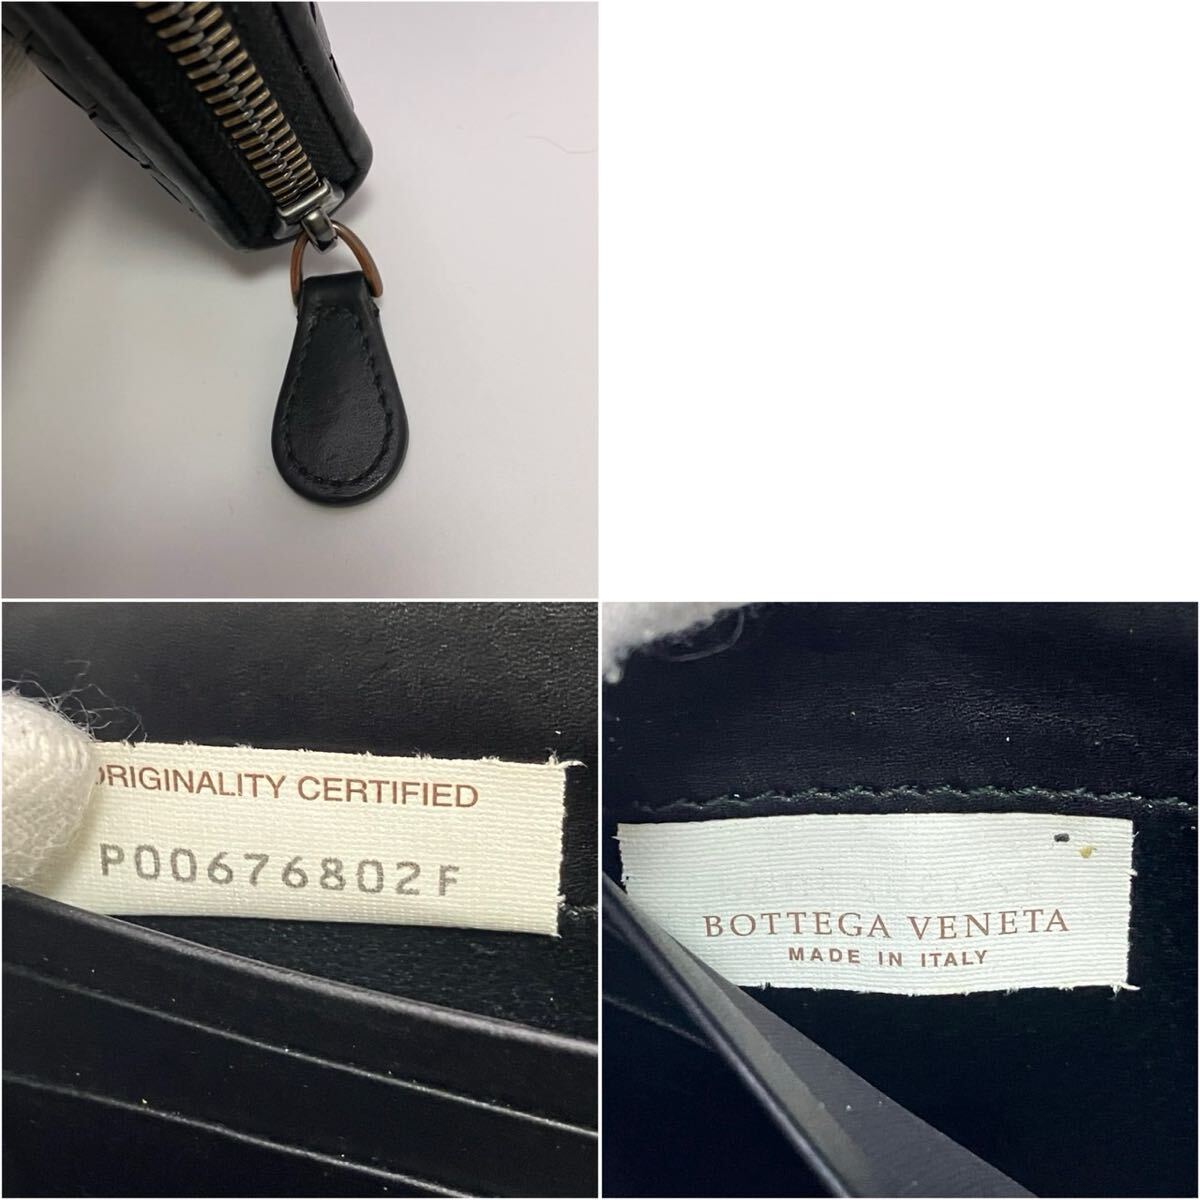 ORIGINALITY CERTIFIED
P00676802F
BOTTEGA VENETA
MADE IN ITALY